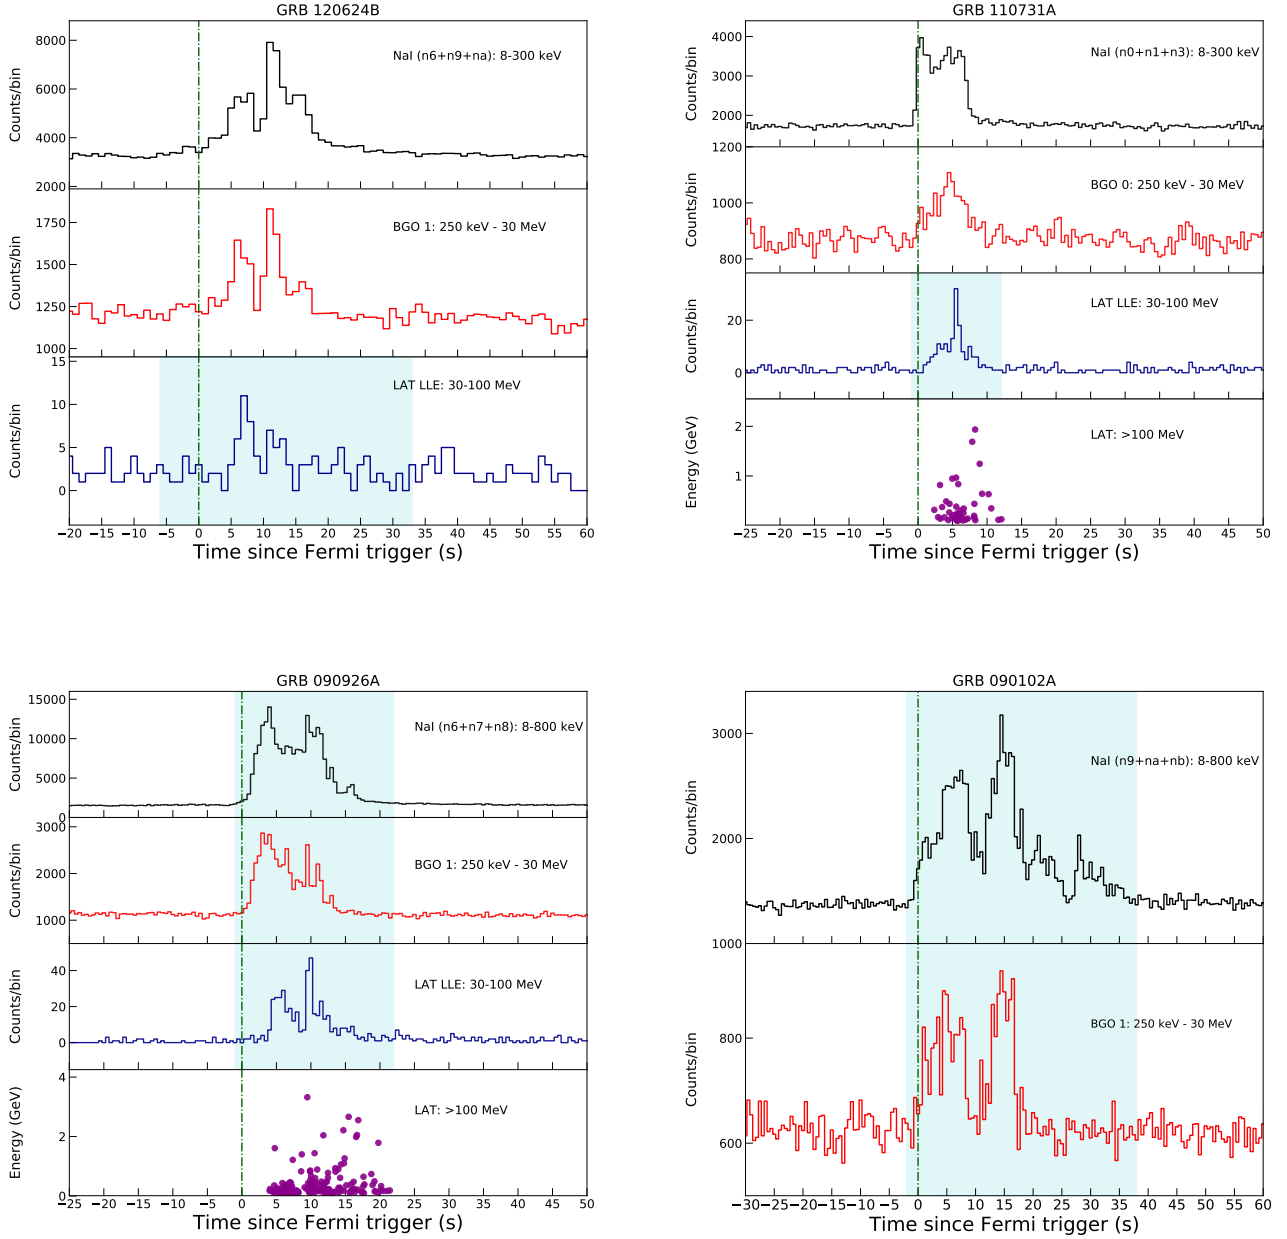 GRB 120624B
8000
6000
4000
2000
Counts/bin
NaI (n6+n9+na): 8-300 keV
1750
1500
1250
1000
Counts/bin
BGO 1: 250 keV - 30 MeV
15
10
5
0
Counts/bin
LAT LLE: 30-100 MeV
−20 −15 −10 −5 0 5 10 15 20 25 30 35 40 45 50 55 60
Time since Fermi trigger (s)
GRB 110731A
4000
3000
2000
Counts/bin
NaI (n0+n1+n3): 8-300 keV
1200
1000
800
Counts/bin
BGO 0: 250 keV - 30 MeV
20
0
Counts/bin
LAT LLE: 30-100 MeV
2
1
Energy (GeV)
LAT: >100 MeV
−25 −20 −15 −10 −5 0 5 10 15 20 25 30 35 40 45 50
Time since Fermi trigger (s)
GRB 090926A
15000
10000
5000
0
Counts/bin
NaI (n6+n7+n8): 8-800 keV
3000
2000
1000
Counts/bin
BGO 1: 250 keV - 30 MeV
40
20
0
Counts/bin
LAT LLE: 30-100 MeV
4
2
0
Energy (GeV)
LAT: >100 MeV
−25 −20 −15 −10 −5 0 5 10 15 20 25 30 35 40 45 50
Time since Fermi trigger (s)
GRB 090102A
3000
2000
Counts/bin
NaI (n9+na+nb): 8-800 keV
1000
800
600
Counts/bin
BGO 1: 250 keV - 30 MeV
−30 −25 −20 −15 −10 −5 0 5 10 15 20 25 30 35 40 45 50 55 60
Time since Fermi trigger (s)